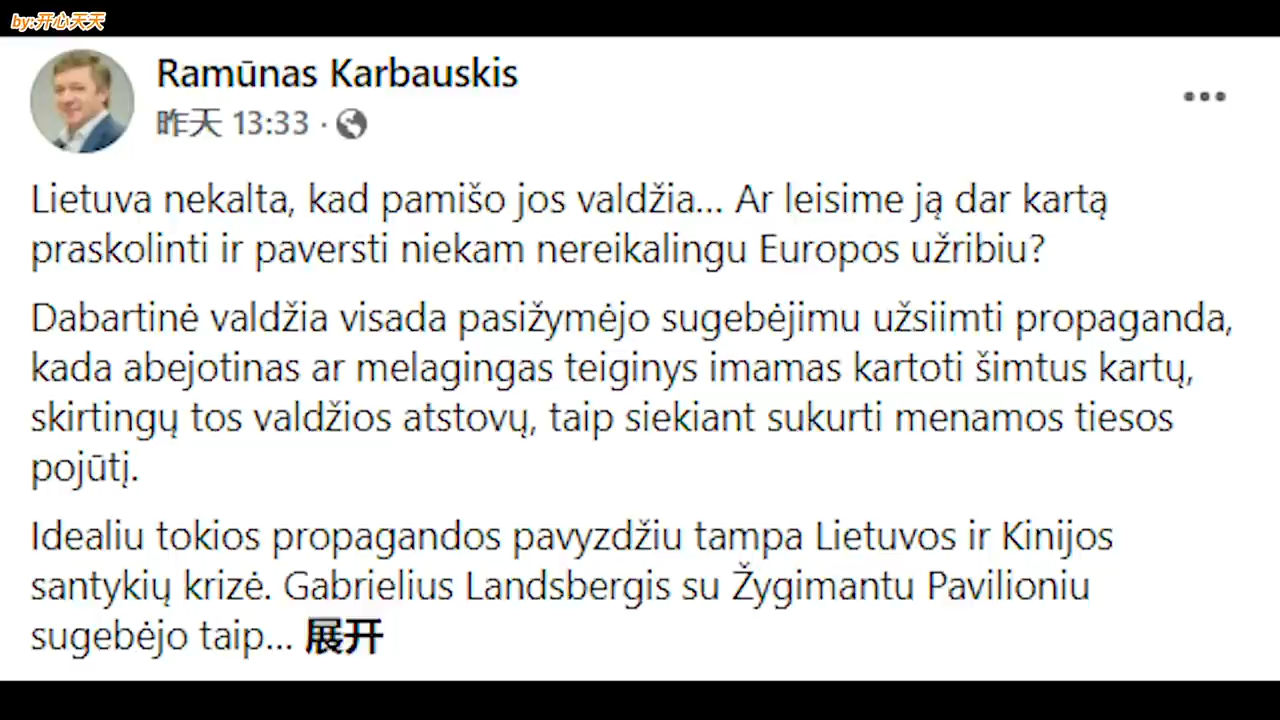 by:开心天天
Ramūnas Karbauskis
昨天 13:33 ·
Lietuva nekalta, kad pamišo jos valdžia... Ar leisime ją dar kartą
praskolinti ir paversti niekam nereikalingu Europos užribiu?
Dabartinė valdžia visada pasižymėjo sugebėjimu užsiimti propaganda,
kada abejotinas ar melagingas teiginys imamas kartoti šimtus kartų,
skirtingų tos valdžios atstovų, taip siekiant sukurti menamos tiesos
pojūtį.
Idealiu tokios propagandos pavyzdžiu tampa Lietuvos ir Kinijos
santykių krizė. Gabrielius Landsbergis su Žygimantu Pavilioniu
sugebėjo taip... 展开